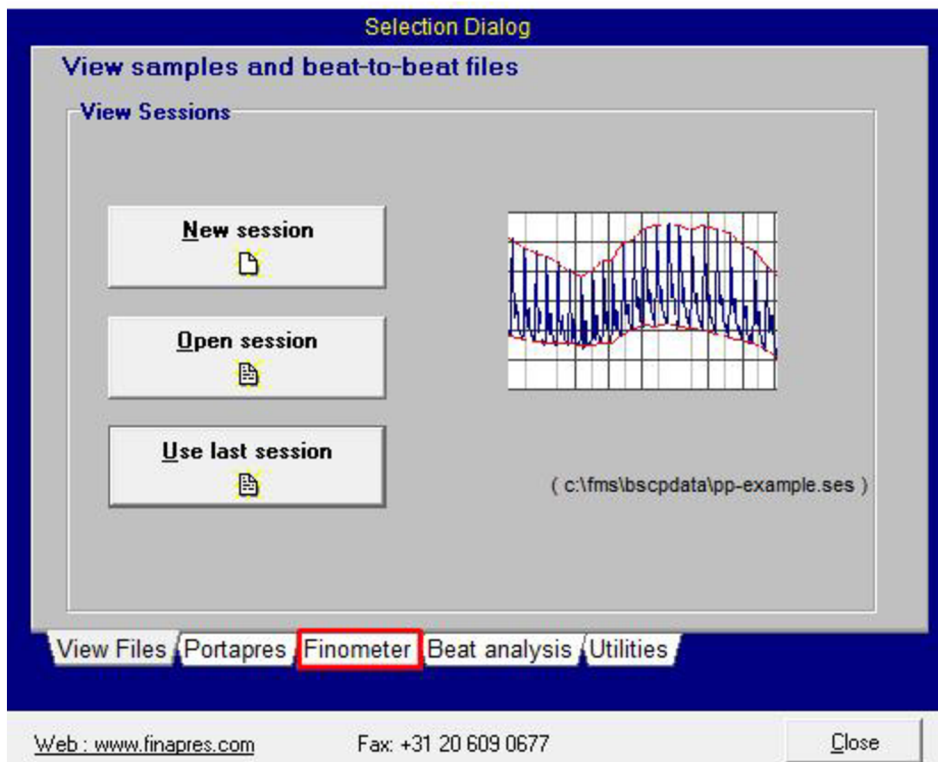 Selection Dialog
View samples and beat-to-beat files
View Sessions
New session
Open session
Use last session
( c:\fms\bscpdata\pp-example.ses )
View Files Portapres Finometer Beat analysis Utilities
Web : www.finapres.com Fax: +31 20 609 0677 Close